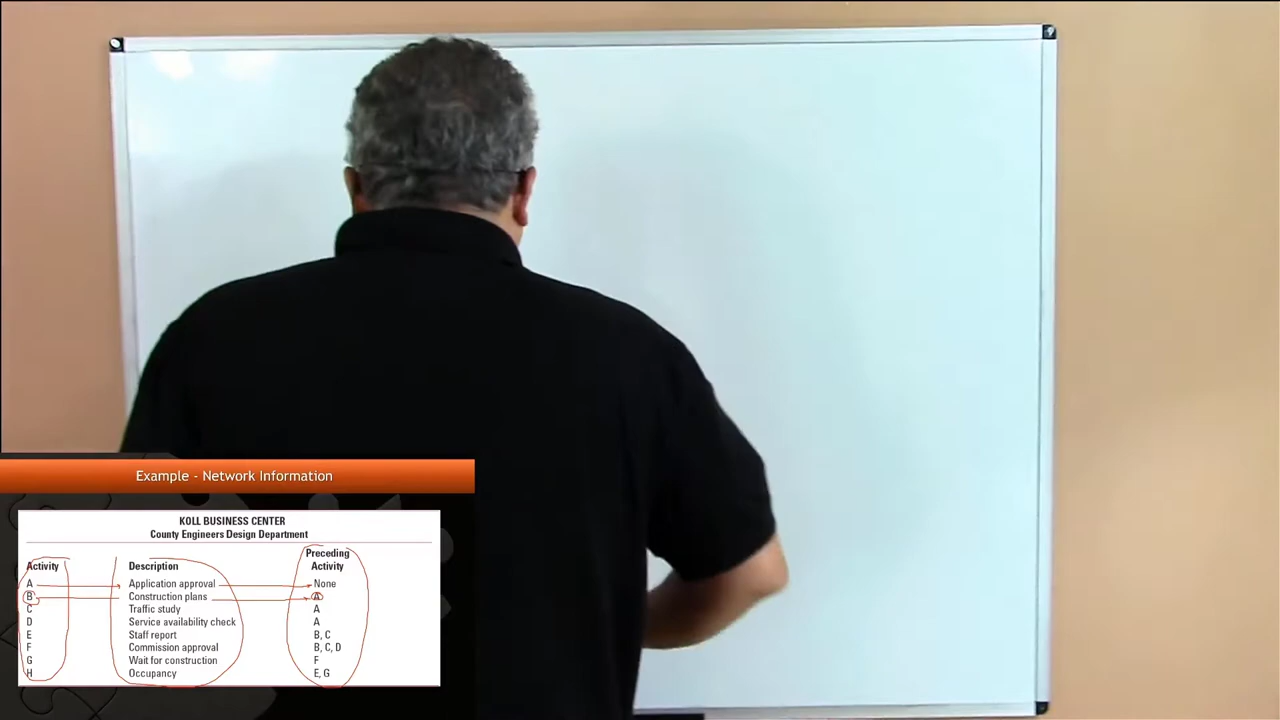 Example - Network Information
KOLL BUSINESS CENTER
County Engineers Design Department
Activity Description Preceding Activity
A Application approval None
B Construction plans A
C Traffic study A
D Service availability check A
E Staff report B, C
F Commission approval B, C, D
G Wait for construction F
H Occupancy E, G